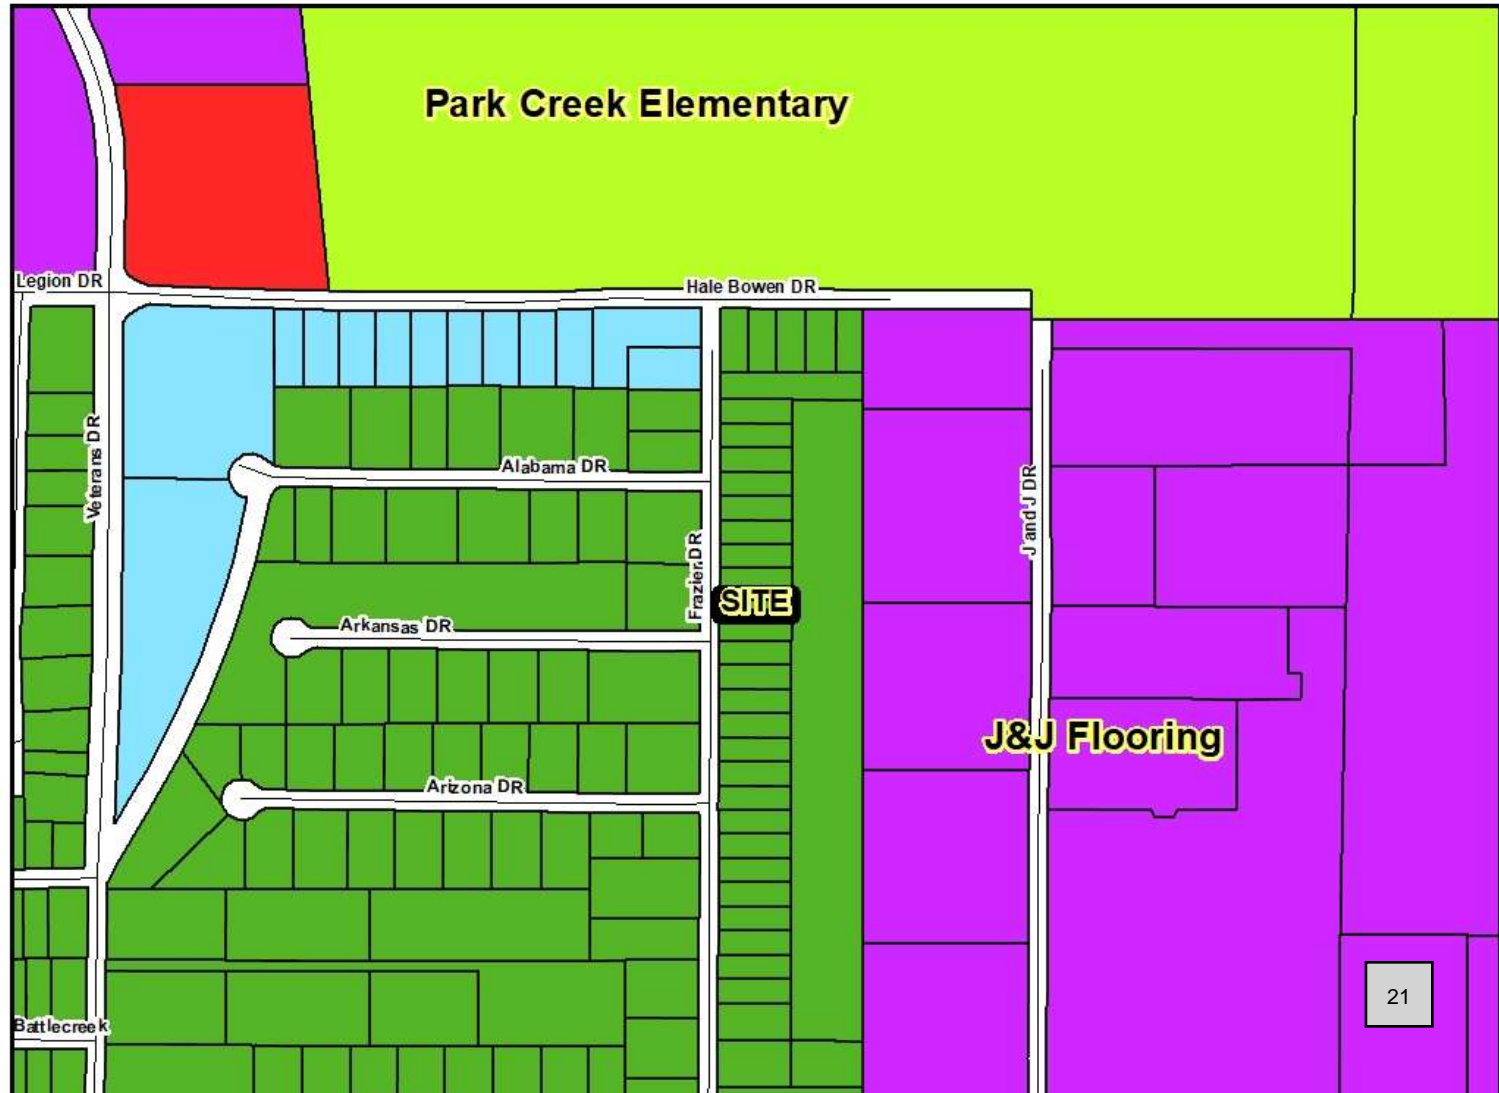 Park Creek Elementary
Legion DR
Hale Bowen DR
Veterans DR
Alabama DR
J and J DR
Frazier DR
SITE
Arkansas DR
J&J Flooring
Arizona DR
21
Battlecreek